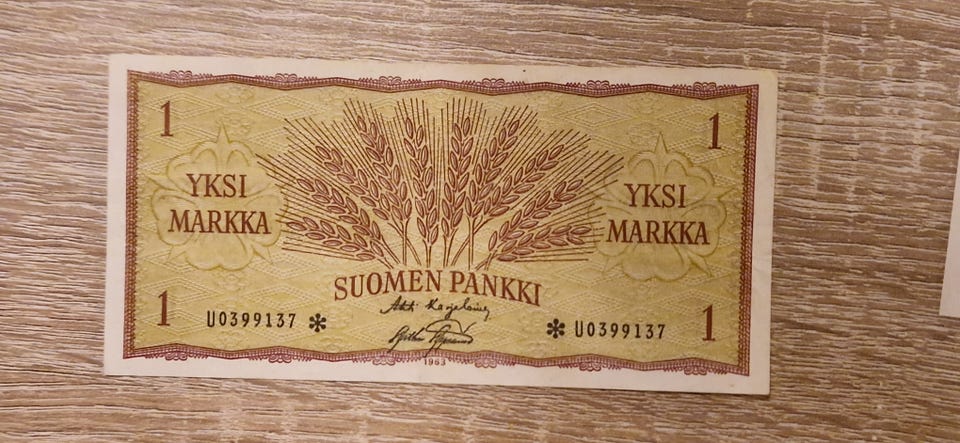 1 1
YKSI MARKKA
YKSI MARKKA
SUOMEN PANKKI
1 1
U0399137 * * U0399137
1963